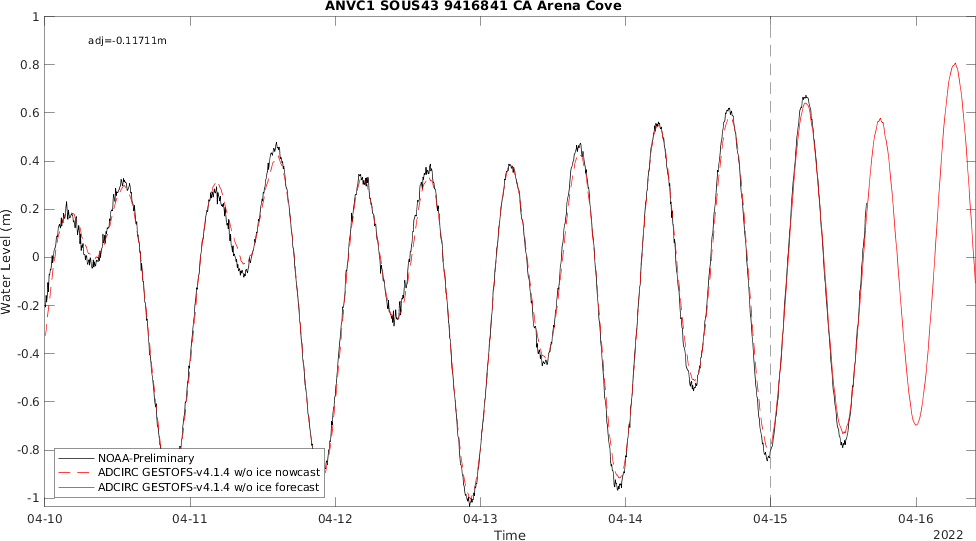 ANVC1 SOUS43 9416841 CA Arena Cove
adj=-0.11711m
1
0.8
0.6
0.4
0.2
0
-0.2
-0.4
-0.6
-0.8
-1
Water Level (m)
NOAA-Preliminary
ADCIRC GESTOFS-v4.1.4 w/o ice nowcast
ADCIRC GESTOFS-v4.1.4 w/o ice forecast
04-10 04-11 04-12 04-13 04-14 04-15 04-16
Time
2022